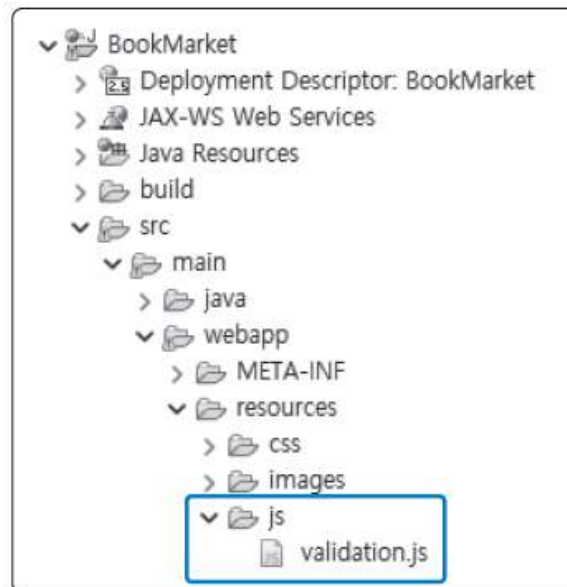 BookMarket
Deployment Descriptor: BookMarket
JAX-WS Web Services
Java Resources
build
src
main
java
webapp
META-INF
resources
css
images
js
validation.js